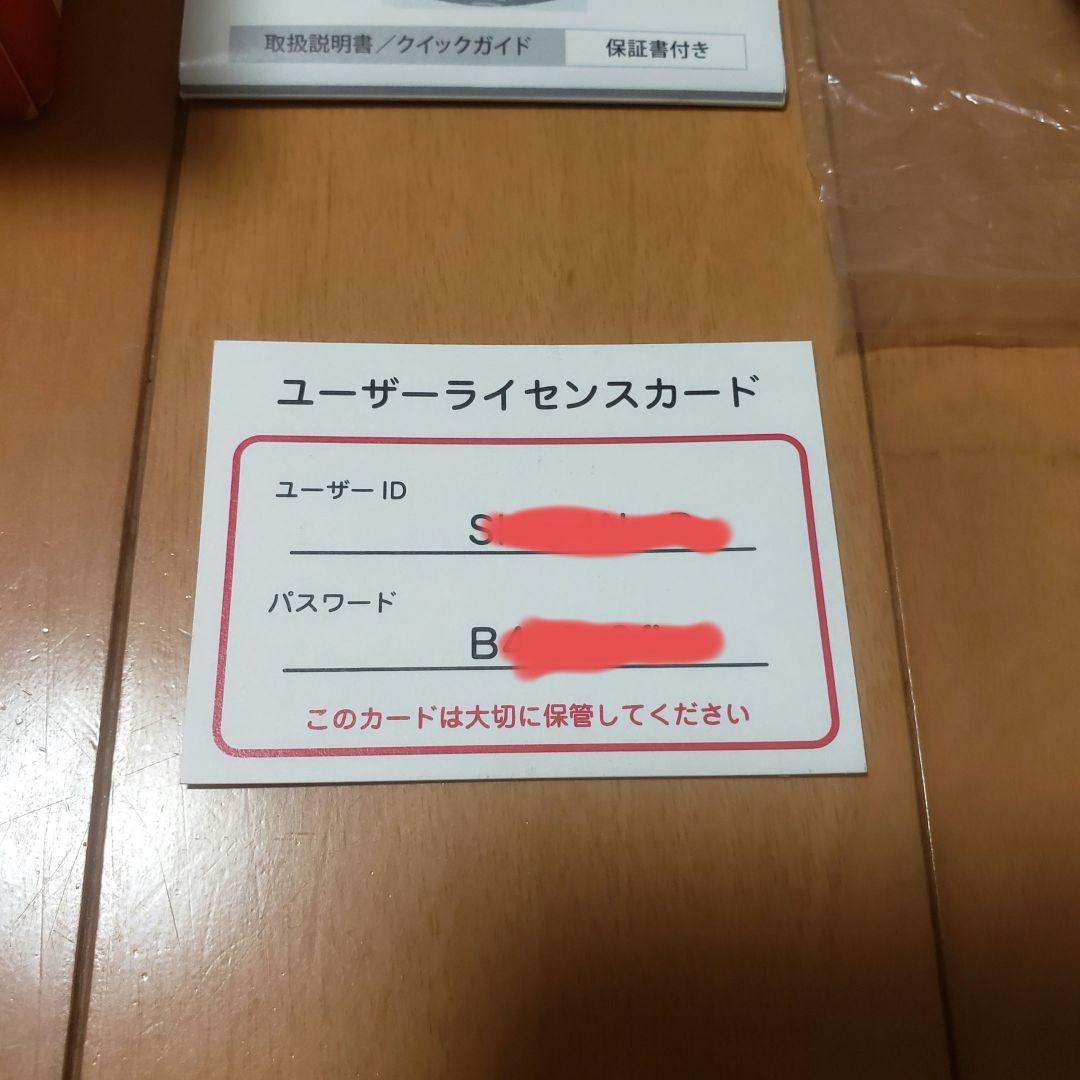 取扱説明書／クイックガイド 保証書付き
ユーザーライセンスカード
ユーザーID
パスワード
このカードは大切に保管してください